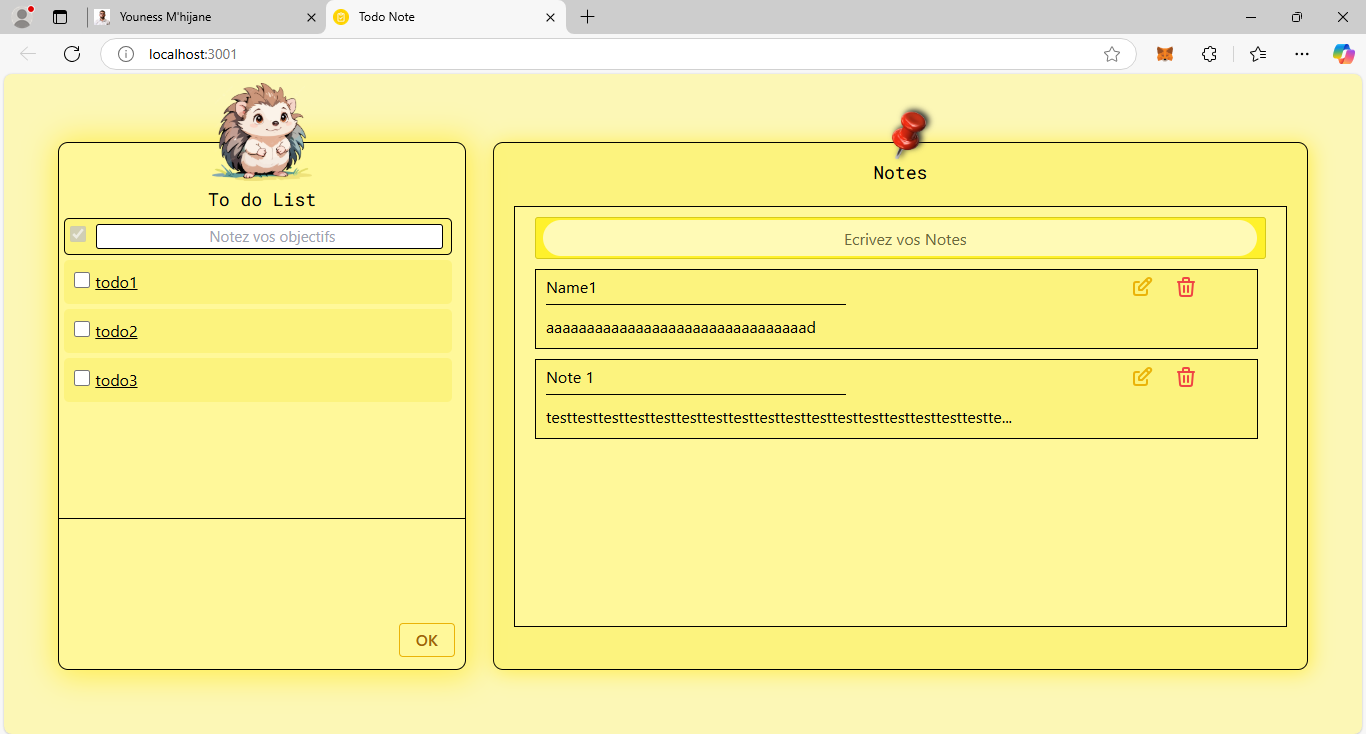 Youness M'hijane
Todo Note
localhost:3001
To do List
Notez vos objectifs
todo1
todo2
todo3
OK
Notes
Ecrivez vos Notes
Name1
aaaaaaaaaaaaaaaaaaaaaaaaaaaaaaaad
Note 1
testtesttesttesttesttesttesttesttesttesttesttesttesttesttesttesttesttestte...